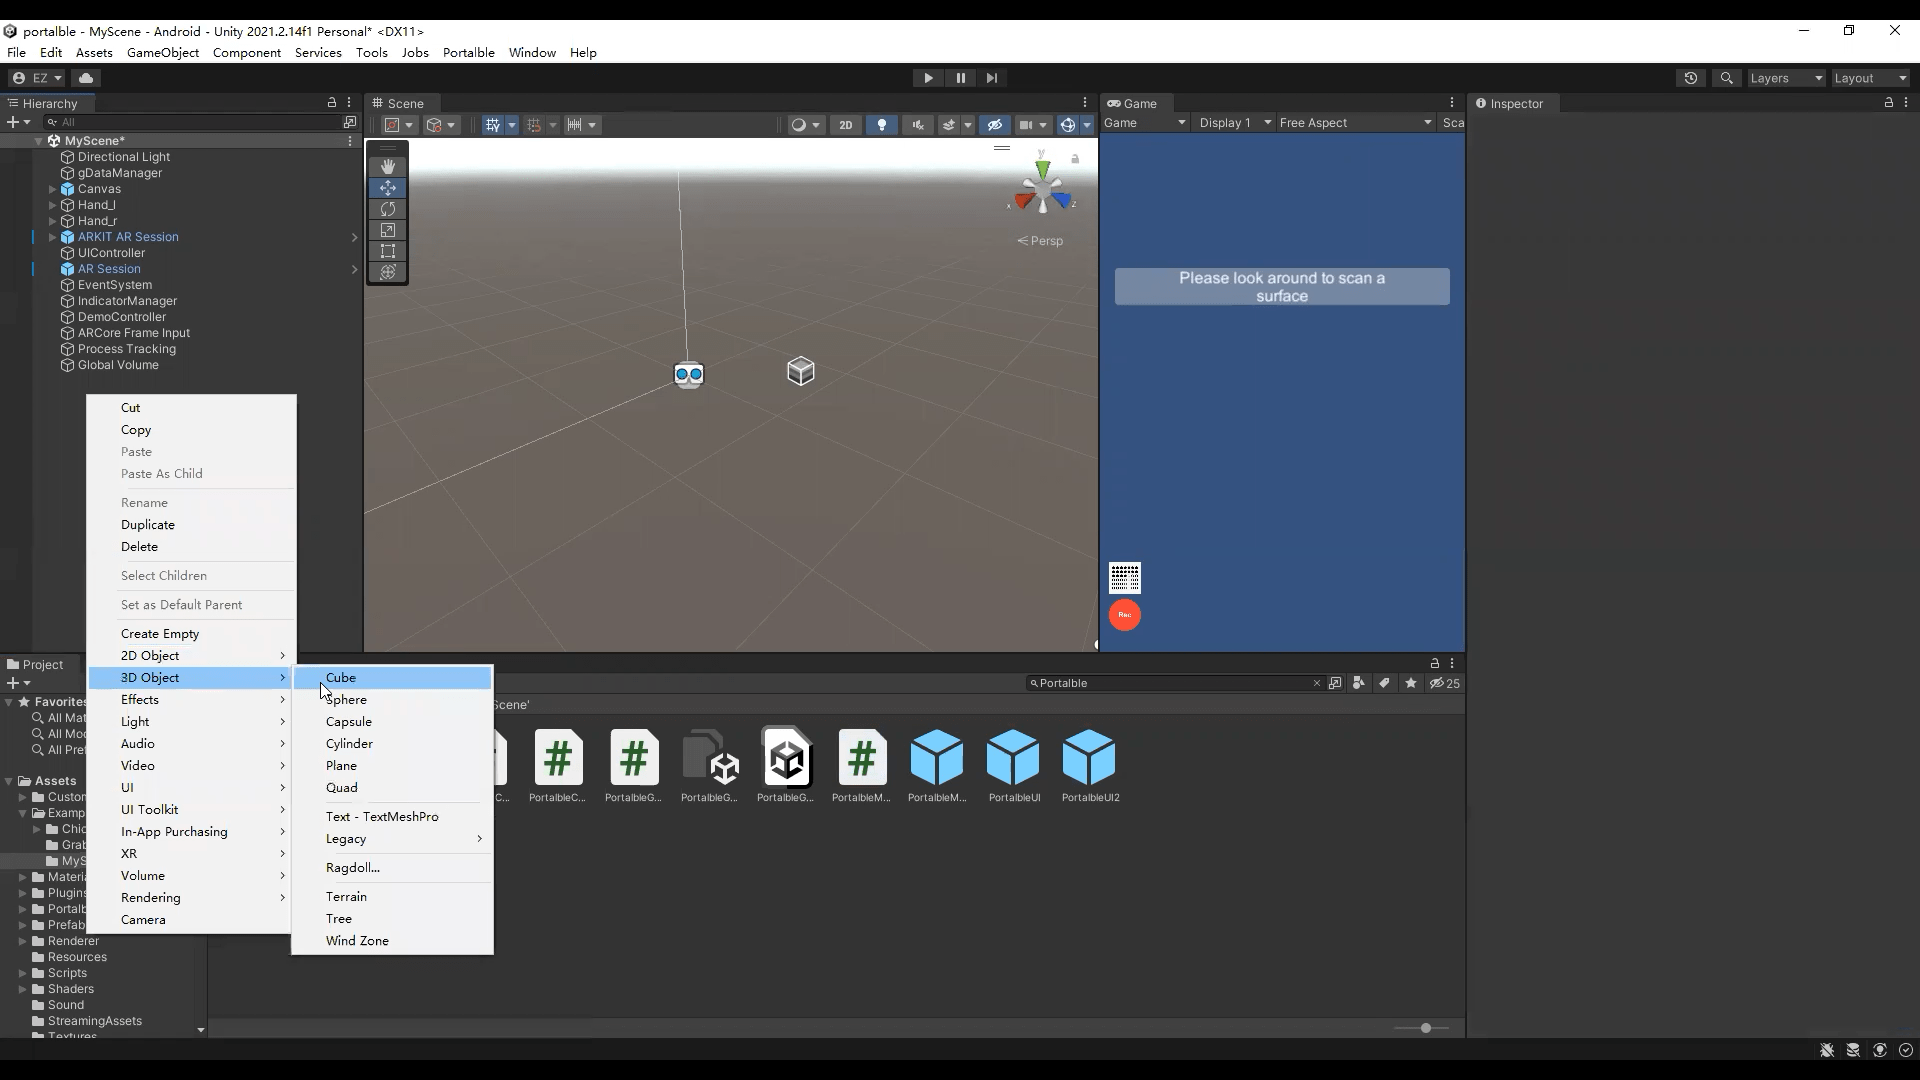 portalble - MyScene - Android - Unity 2021.2.14f1 Personal* <DX11>
File Edit Assets GameObject Component Services Tools Jobs Portalble Window Help
EZ
Layers
Layout
Hierarchy
All
MyScene*
Directional Light
gDataManager
Canvas
Hand_l
Hand_r
ARKIT AR Session
UIController
AR Session
EventSystem
IndicatorManager
DemoController
ARCore Frame Input
Process Tracking
Global Volume
Scene
2D
y
x
z
Persp
Game
Game Display 1 Free Aspect Sca
Please look around to scan a
surface
Rec
Inspector
Cut
Copy
Paste
Paste As Child
Rename
Duplicate
Delete
Select Children
Set as Default Parent
Create Empty
2D Object
3D Object
Effects
Light
Audio
Video
UI
UI Toolkit
In-App Purchasing
XR
Volume
Rendering
Camera
Cube
Sphere
Capsule
Cylinder
Plane
Quad
Text - TextMeshPro
Legacy
Ragdoll...
Terrain
Tree
Wind Zone
Project
Portalble
25
Favorites
All Mat
All Mod
All Pref
Assets
Custom
Examp
Chic
Grab
MyS
Materia
Plugins
Portalb
Prefab
Renderer
Resources
Scripts
Shaders
Sound
StreamingAssets
Textures
Scene'
C...
PortalbleC...
PortalbleG...
PortalbleG...
PortalbleG...
PortalbleM...
PortalbleM...
PortalbleUI
PortalbleUI2